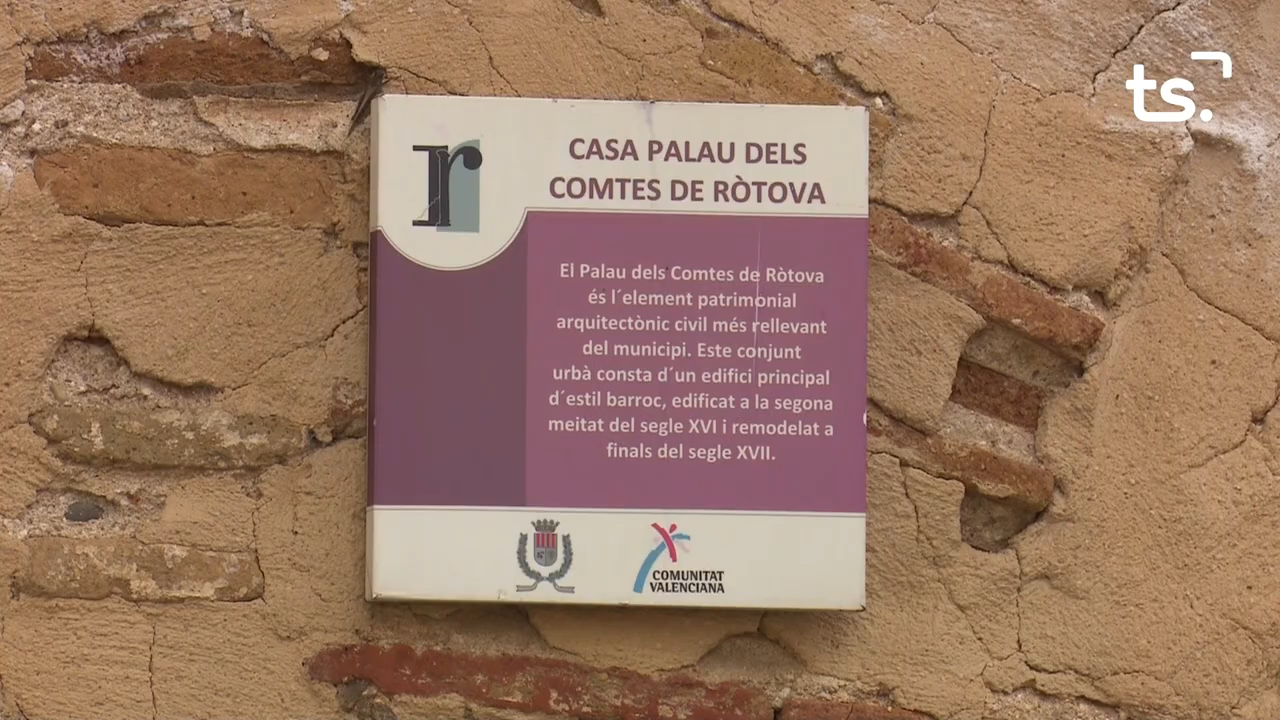 ts.
r
CASA PALAU DELS
COMTES DE RÒTOVA
El Palau dels Comtes de Ròtova
és l´element patrimonial
arquitectònic civil més rellevant
del municipi. Este conjunt
urbà consta d´un edifici principal
d´estil barroc, edificat a la segona
meitat del segle XVI i remodelat a
finals del segle XVII.
COMUNITAT
VALENCIANA